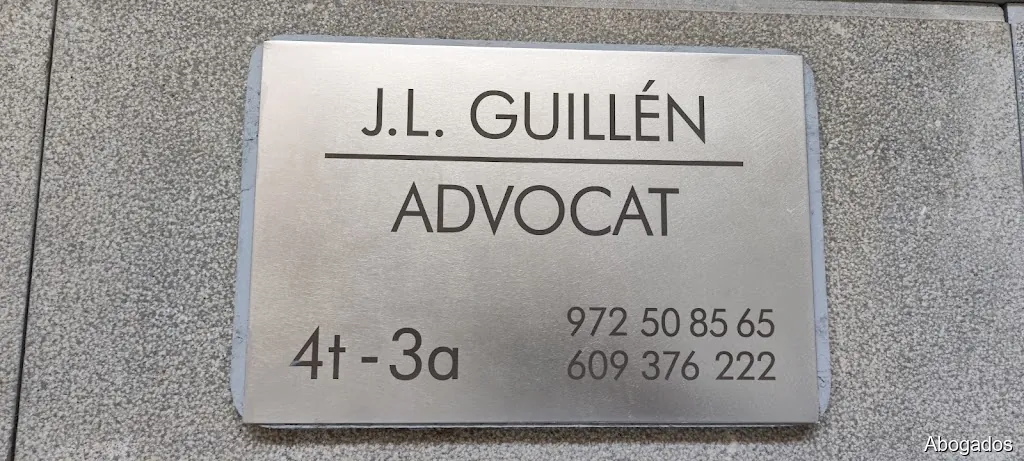 J.L. GUILLÉN
ADVOCAT
4t - 3a
972 50 85 65
609 376 222
Abogados